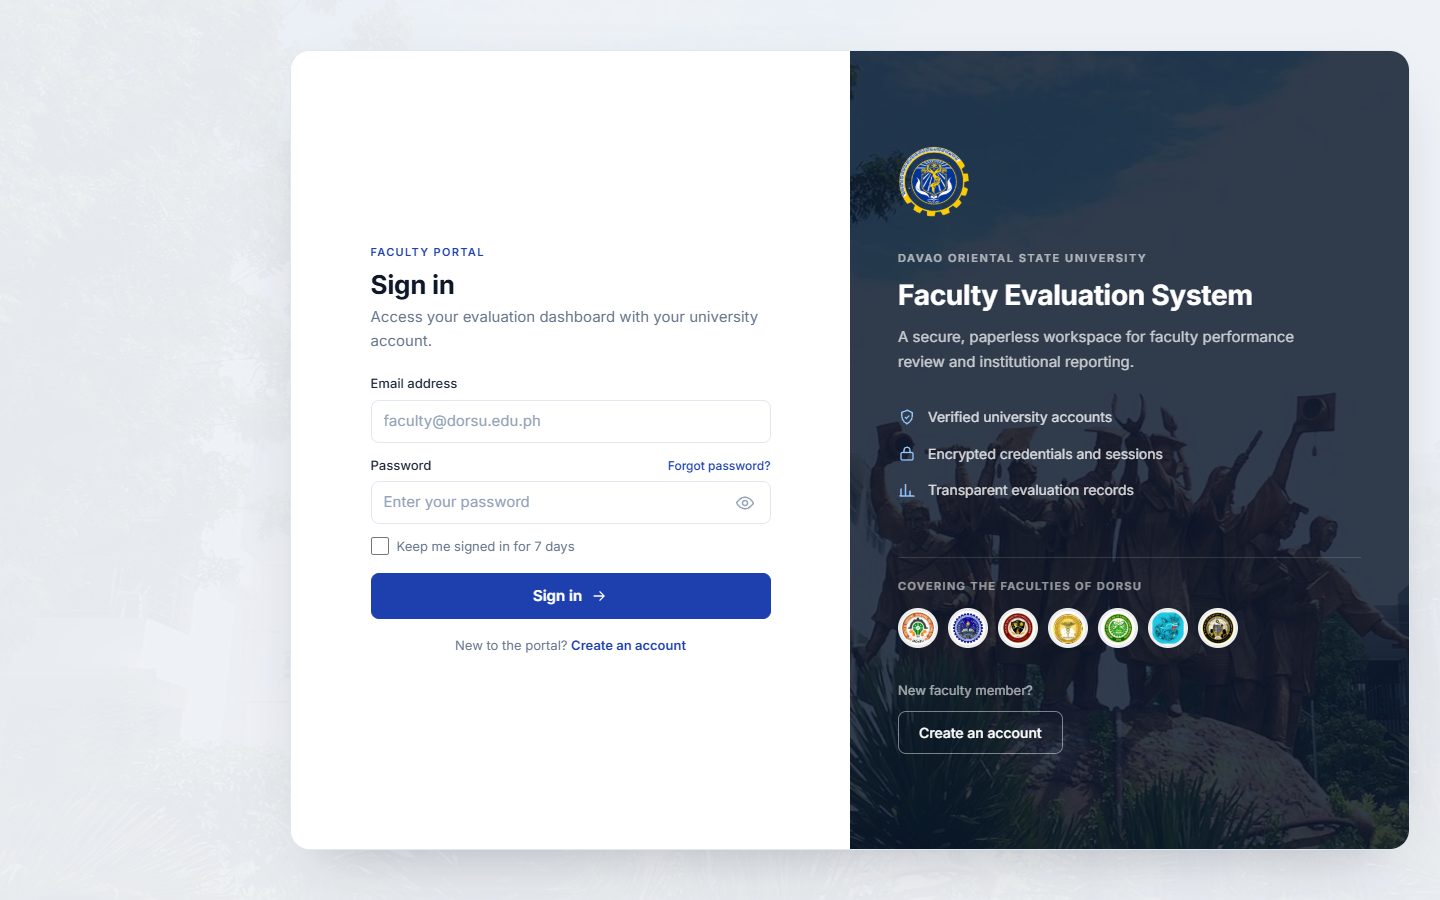 FACULTY PORTAL
Sign in
Access your evaluation dashboard with your university
account.
Email address
faculty@dorsu.edu.ph
Password
Forgot password?
Enter your password
Keep me signed in for 7 days
Sign in
New to the portal? Create an account
DAVAO ORIENTAL STATE UNIVERSITY
Faculty Evaluation System
A secure, paperless workspace for faculty performance
review and institutional reporting.
Verified university accounts
Encrypted credentials and sessions
Transparent evaluation records
COVERING THE FACULTIES OF DORSU
New faculty member?
Create an account